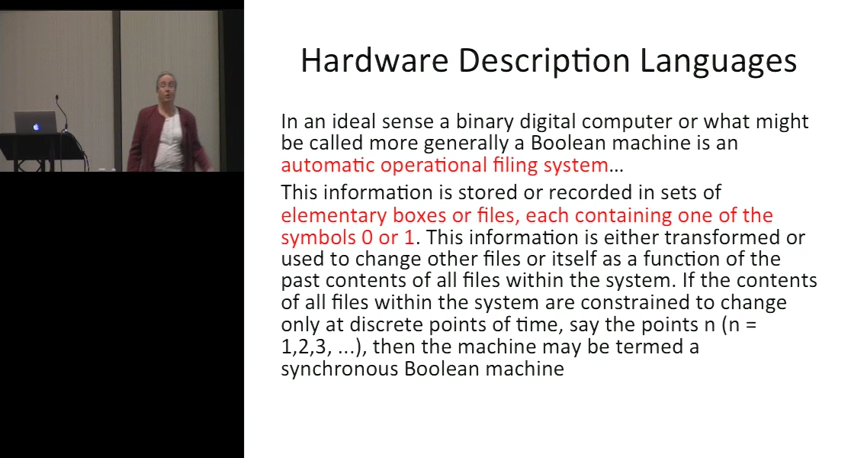 Hardware Description Languages
In an ideal sense a binary digital computer or what might
be called more generally a Boolean machine is an
automatic operational filing system...
This information is stored or recorded in sets of
elementary boxes or files, each containing one of the
symbols 0 or 1. This information is either transformed or
used to change other files or itself as a function of the
past contents of all files within the system. If the contents
of all files within the system are constrained to change
only at discrete points of time, say the points n (n =
1,2,3, ...), then the machine may be termed a
synchronous Boolean machine